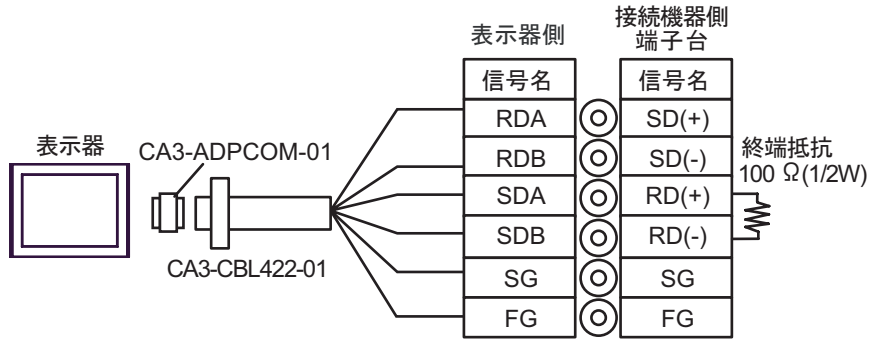 表示器側
接続機器側
端子台
信号名
信号名
RDA
SD(+)
RDB
SD(-)
SDA
RD(+)
SDB
RD(-)
SG
SG
FG
FG
終端抵抗
100 Ω(1/2W)
表示器
CA3-ADPCOM-01
CA3-CBL422-01